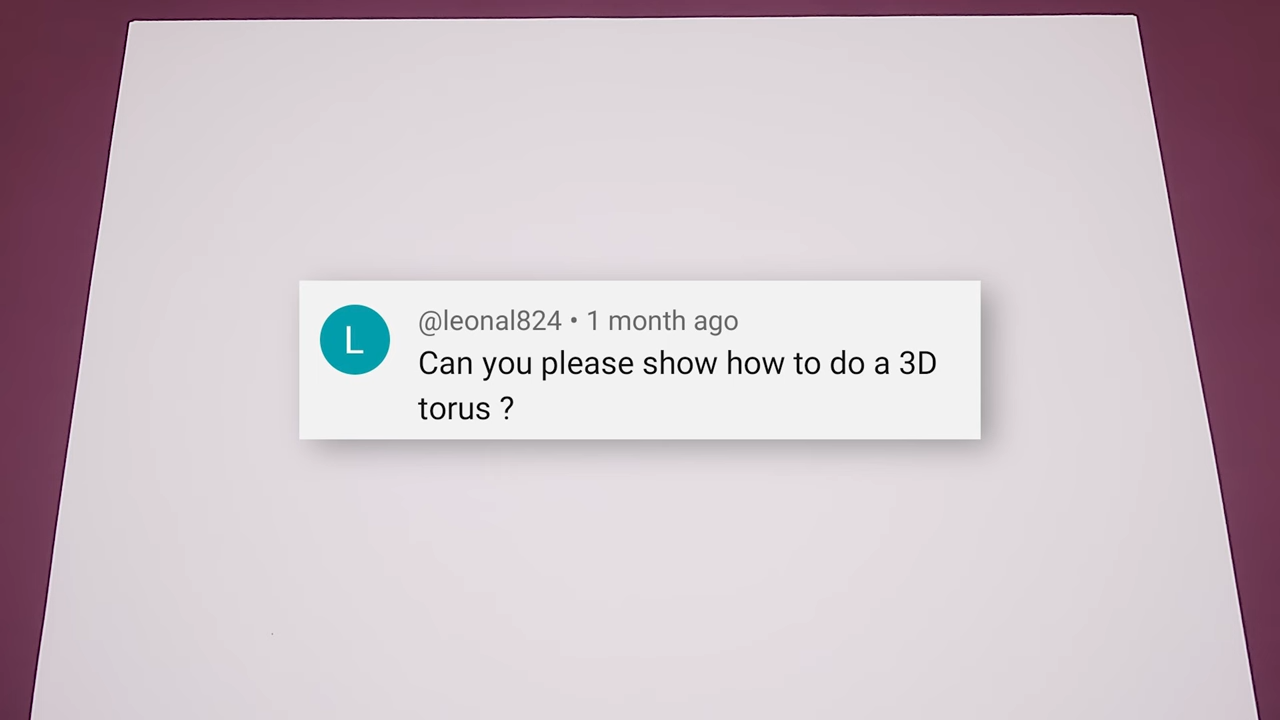 L
@leonal824 • 1 month ago
Can you please show how to do a 3D
torus ?